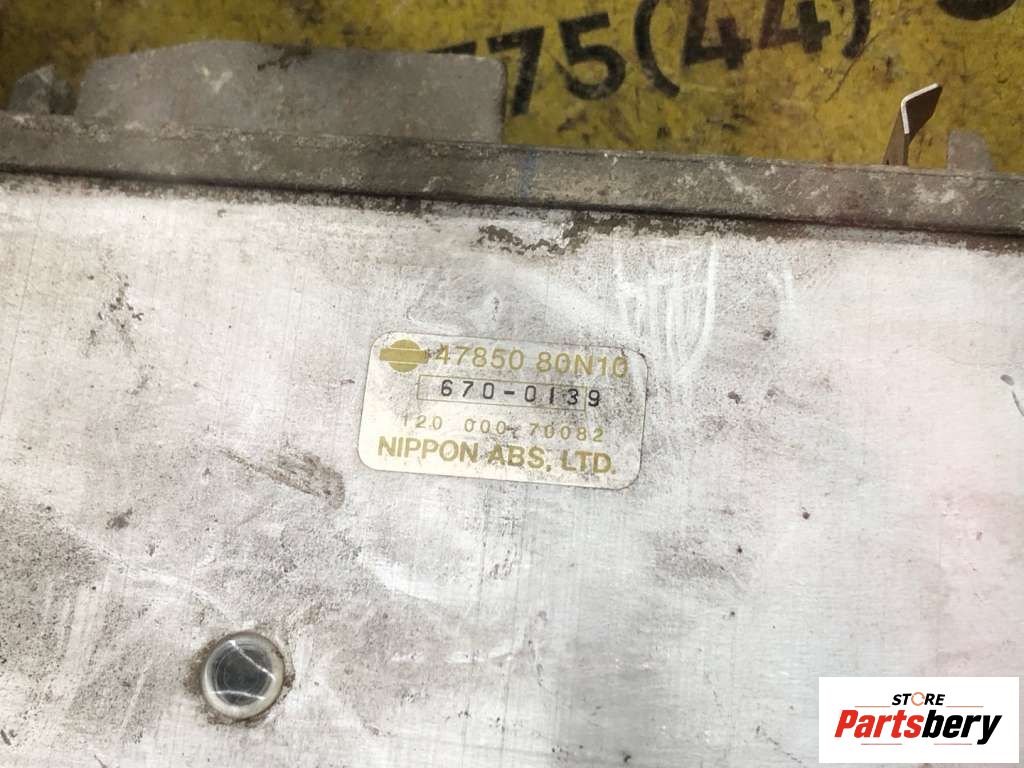 775(44)
47850 80N10
670-0139
120 000-70082
NIPPON ABS, LTD.
STORE
Partsbery